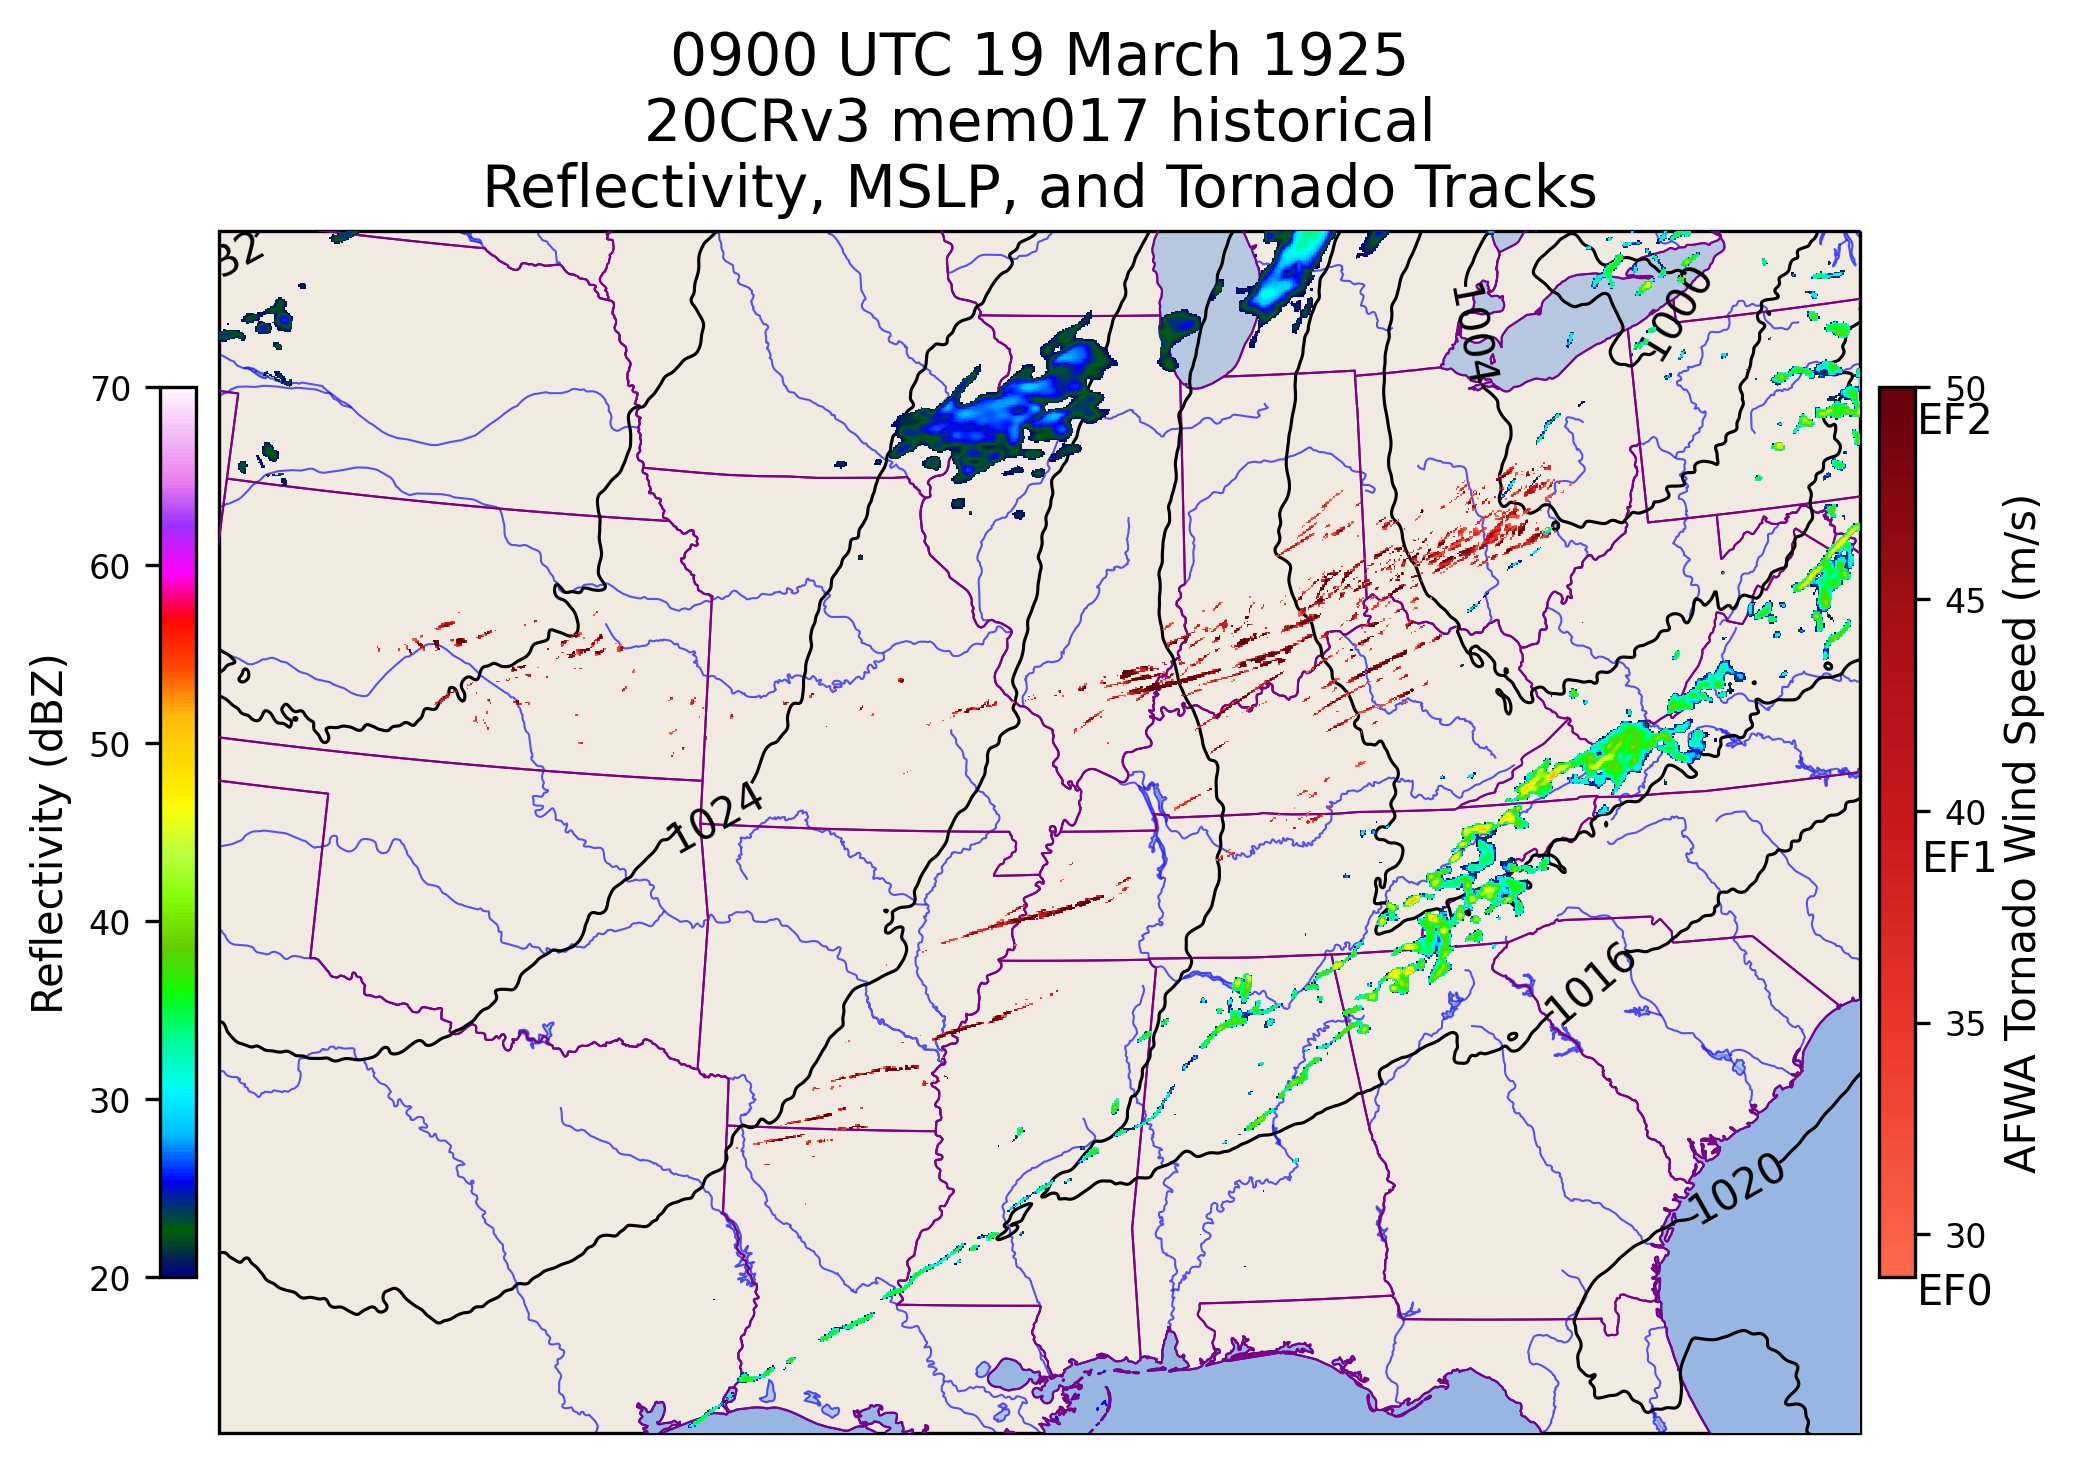 0900 UTC 19 March 1925
20CRv3 mem017 historical
Reflectivity, MSLP, and Tornado Tracks
32
1004
1000
1024
1016
1020
Reflectivity (dBZ)
70
60
50
40
30
20
50
EF2
45
40
EF1
35
30
EF0
AFWA Tornado Wind Speed (m/s)